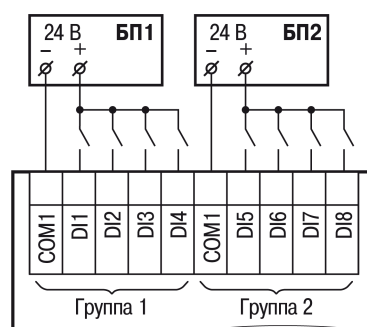 24 В БП1
− +
24 В БП2
− +
COM1 DI1 DI2 DI3 DI4 COM1 DI5 DI6 DI7 DI8
Группа 1 Группа 2